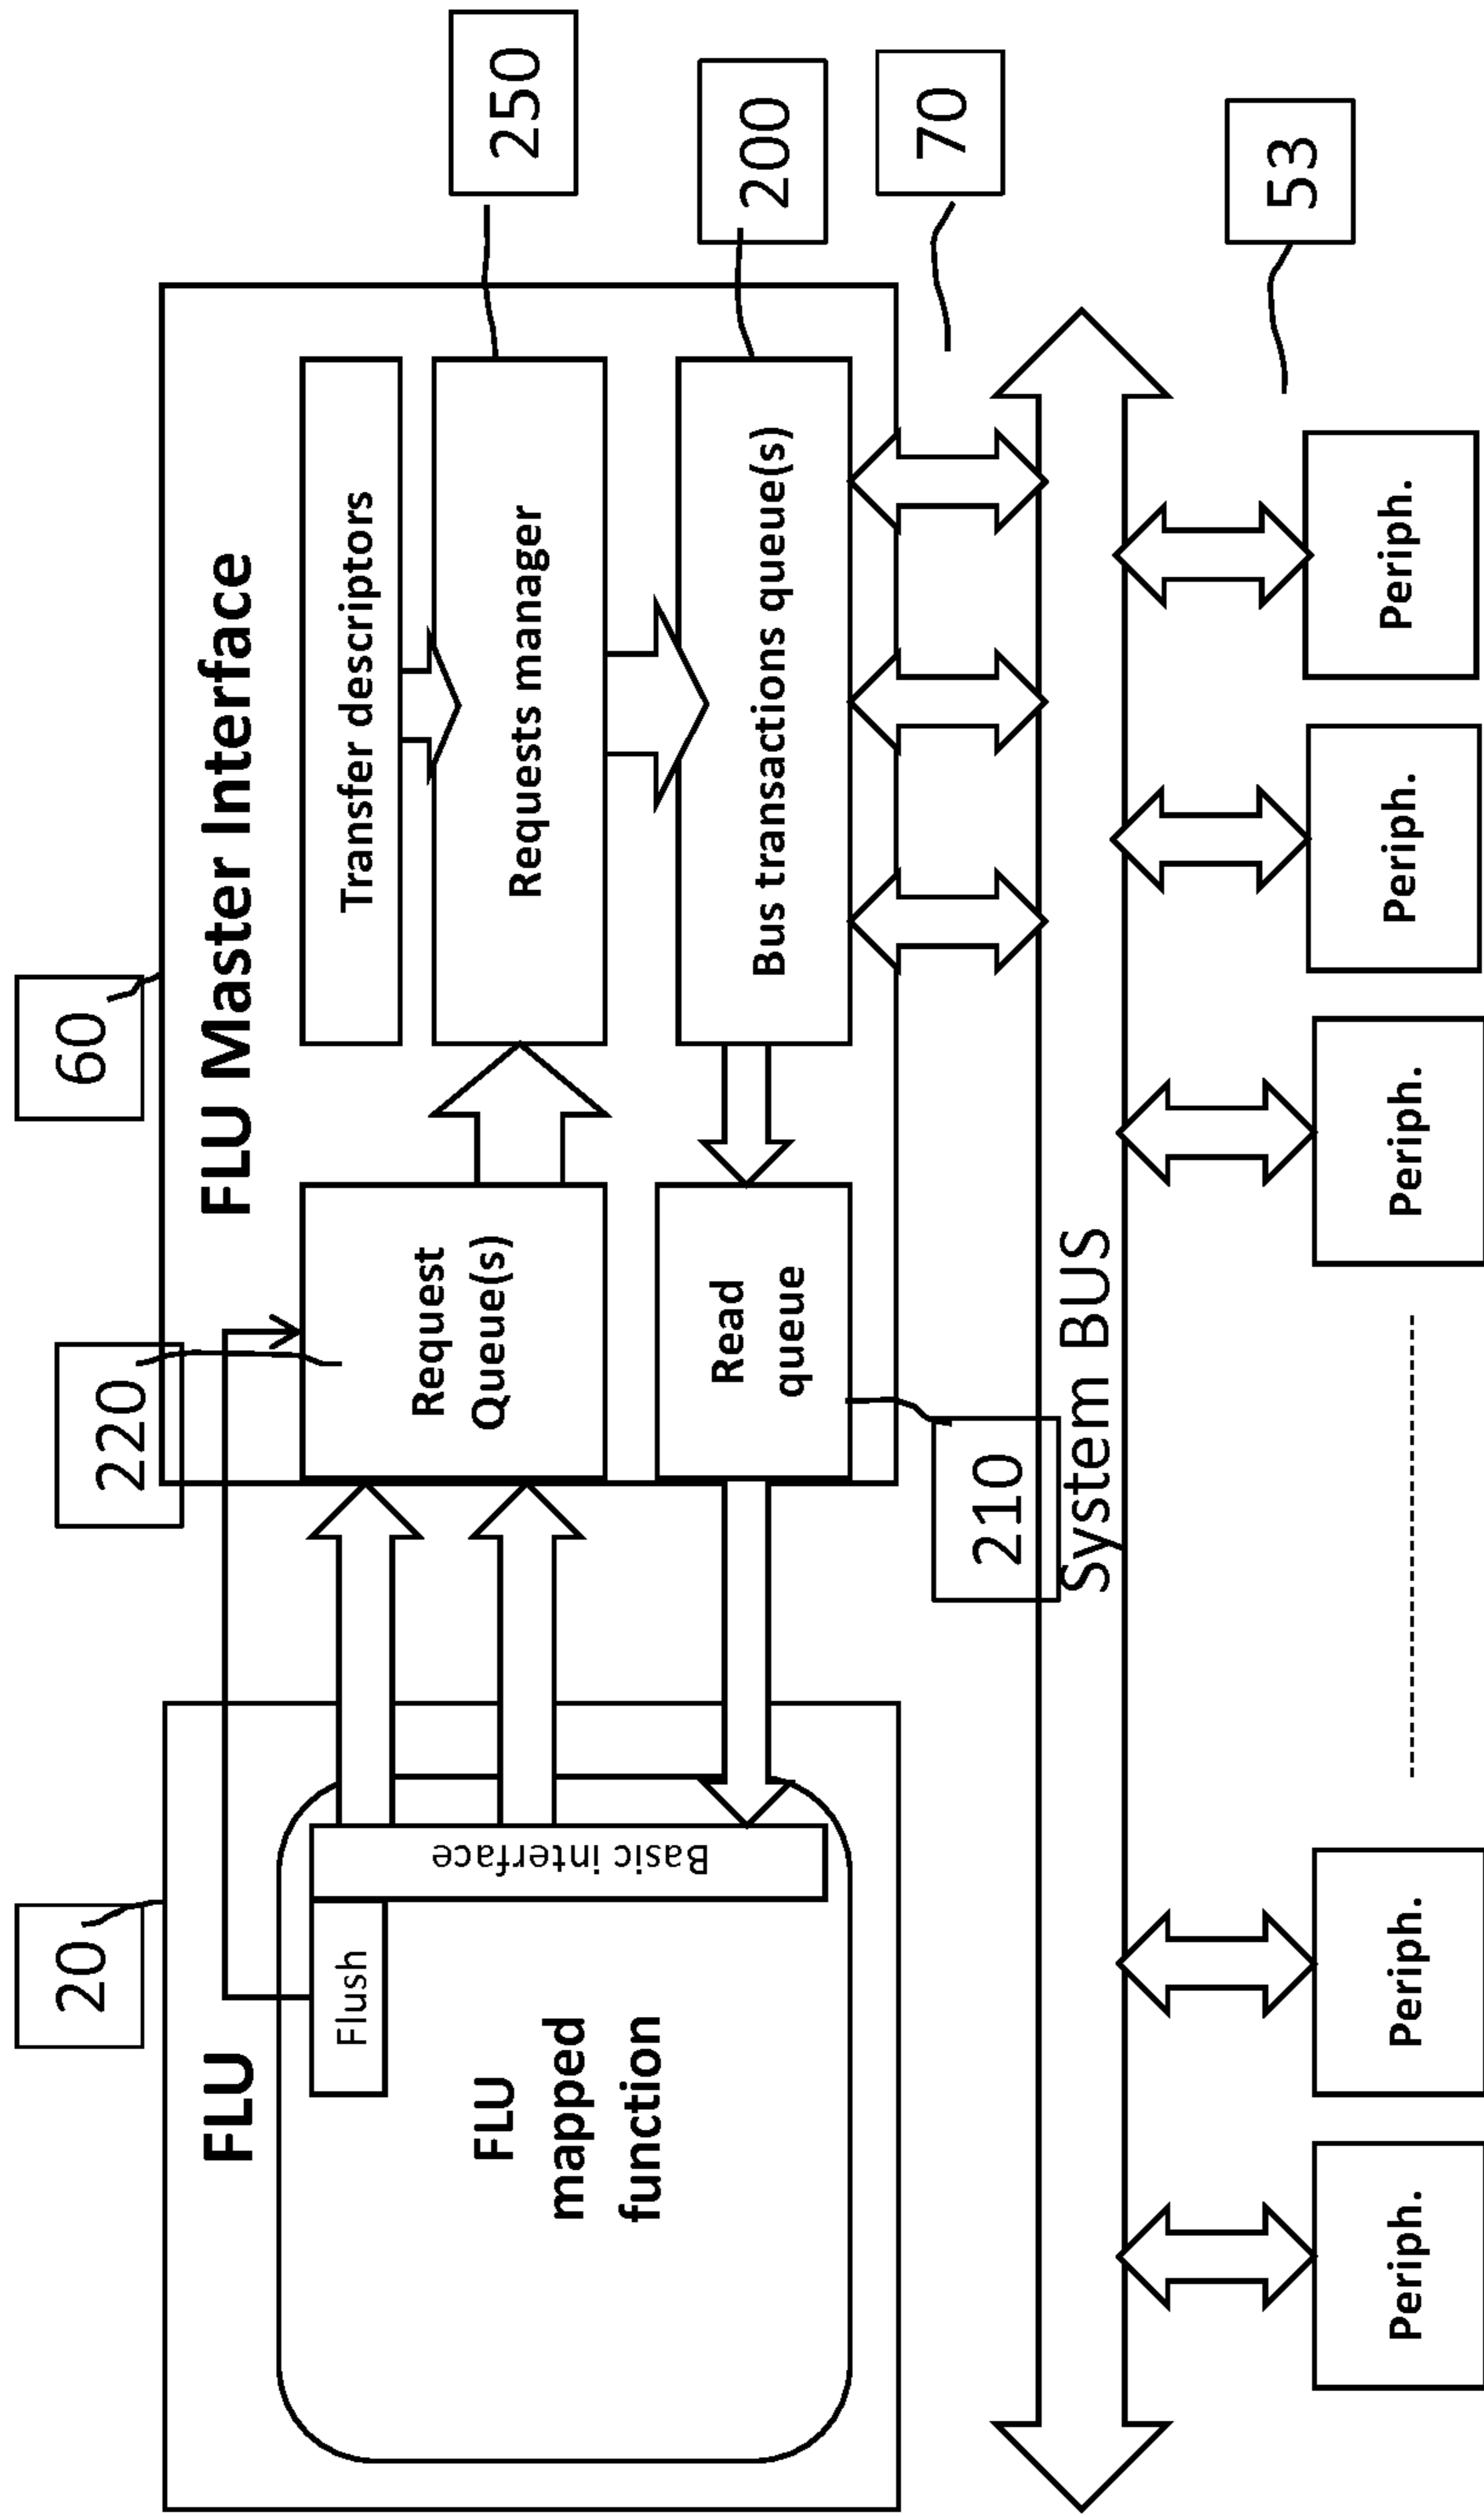 20
60
220
250
FLU
FLU Master Interface
Flush
Basic interface
FLU
mapped
function
Request
Queue(s)
Transfer descriptors
Requests manager
200
Read
queue
Bus transactions queue(s)
70
210
System BUS
53
Periph.
Periph.
Periph.
Periph.
Periph.